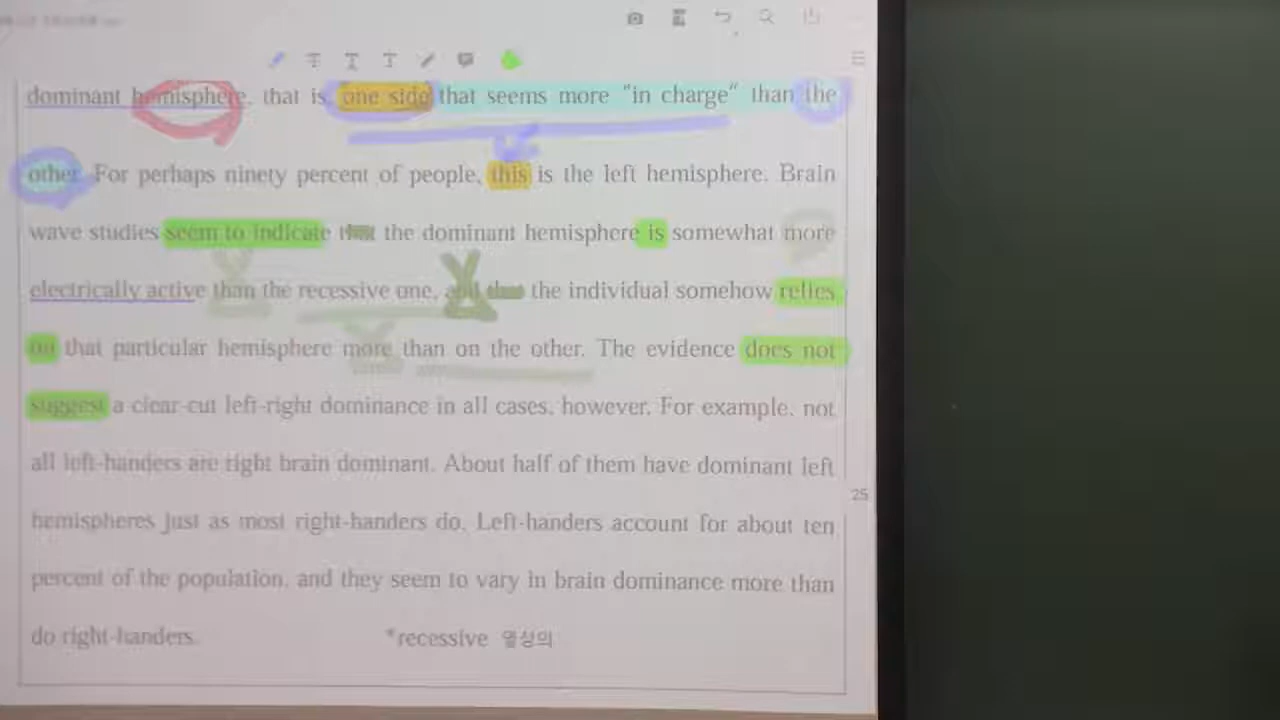 dominant hemisphere, that is, one side that seems more "in charge" than the
other. For perhaps ninety percent of people, this is the left hemisphere. Brain
wave studies seem to indicate that the dominant hemisphere is somewhat more
electrically active than the recessive one, and that the individual somehow relies
on that particular hemisphere more than on the other. The evidence does not
suggest a clear-cut left-right dominance in all cases, however. For example, not
all left-handers are right brain dominant. About half of them have dominant left
25
hemispheres just as most right-handers do. Left-handers account for about ten
percent of the population, and they seem to vary in brain dominance more than
do right-handers.
*recessive 열성의